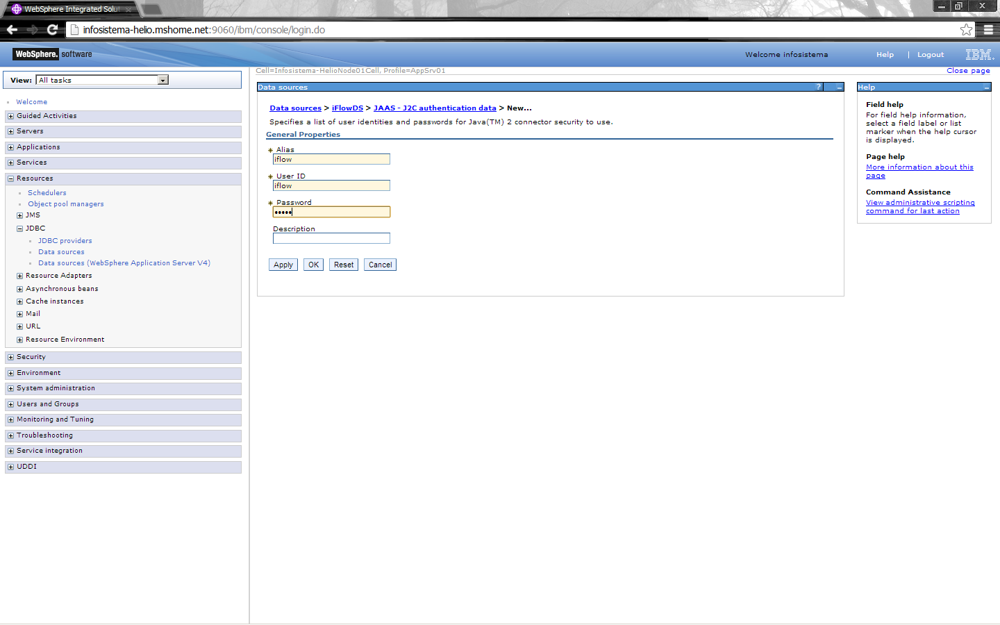 WebSphere Integrated Solut
infosistema-helio.mshome.net:9060/ibm/console/login.do
WebSphere. software
Welcome infosistema
Help | Logout
IBM.
View: All tasks
Welcome
Guided Activities
Servers
Applications
Services
Resources
Schedulers
Object pool managers
JMS
JDBC
JDBC providers
Data sources
Data sources (WebSphere Application Server V4)
Resource Adapters
Asynchronous beans
Cache instances
Mail
URL
Resource Environment
Security
Environment
System administration
Users and Groups
Monitoring and Tuning
Troubleshooting
Service integration
UDDI
Cell=Infosistema-HelioNode01Cell, Profile=AppSrv01
Close page
Data sources
?
Data sources > iFlowDS > JAAS - J2C authentication data > New...
Specifies a list of user identities and passwords for Java(TM) 2 connector security to use.
General Properties
* Alias
iflow
* User ID
iflow
* Password
•••••
Description
Apply OK Reset Cancel
Help
Field help
For field help information,
select a field label or list
marker when the help cursor
is displayed.
Page help
More information about this
page
Command Assistance
View administrative scripting
command for last action